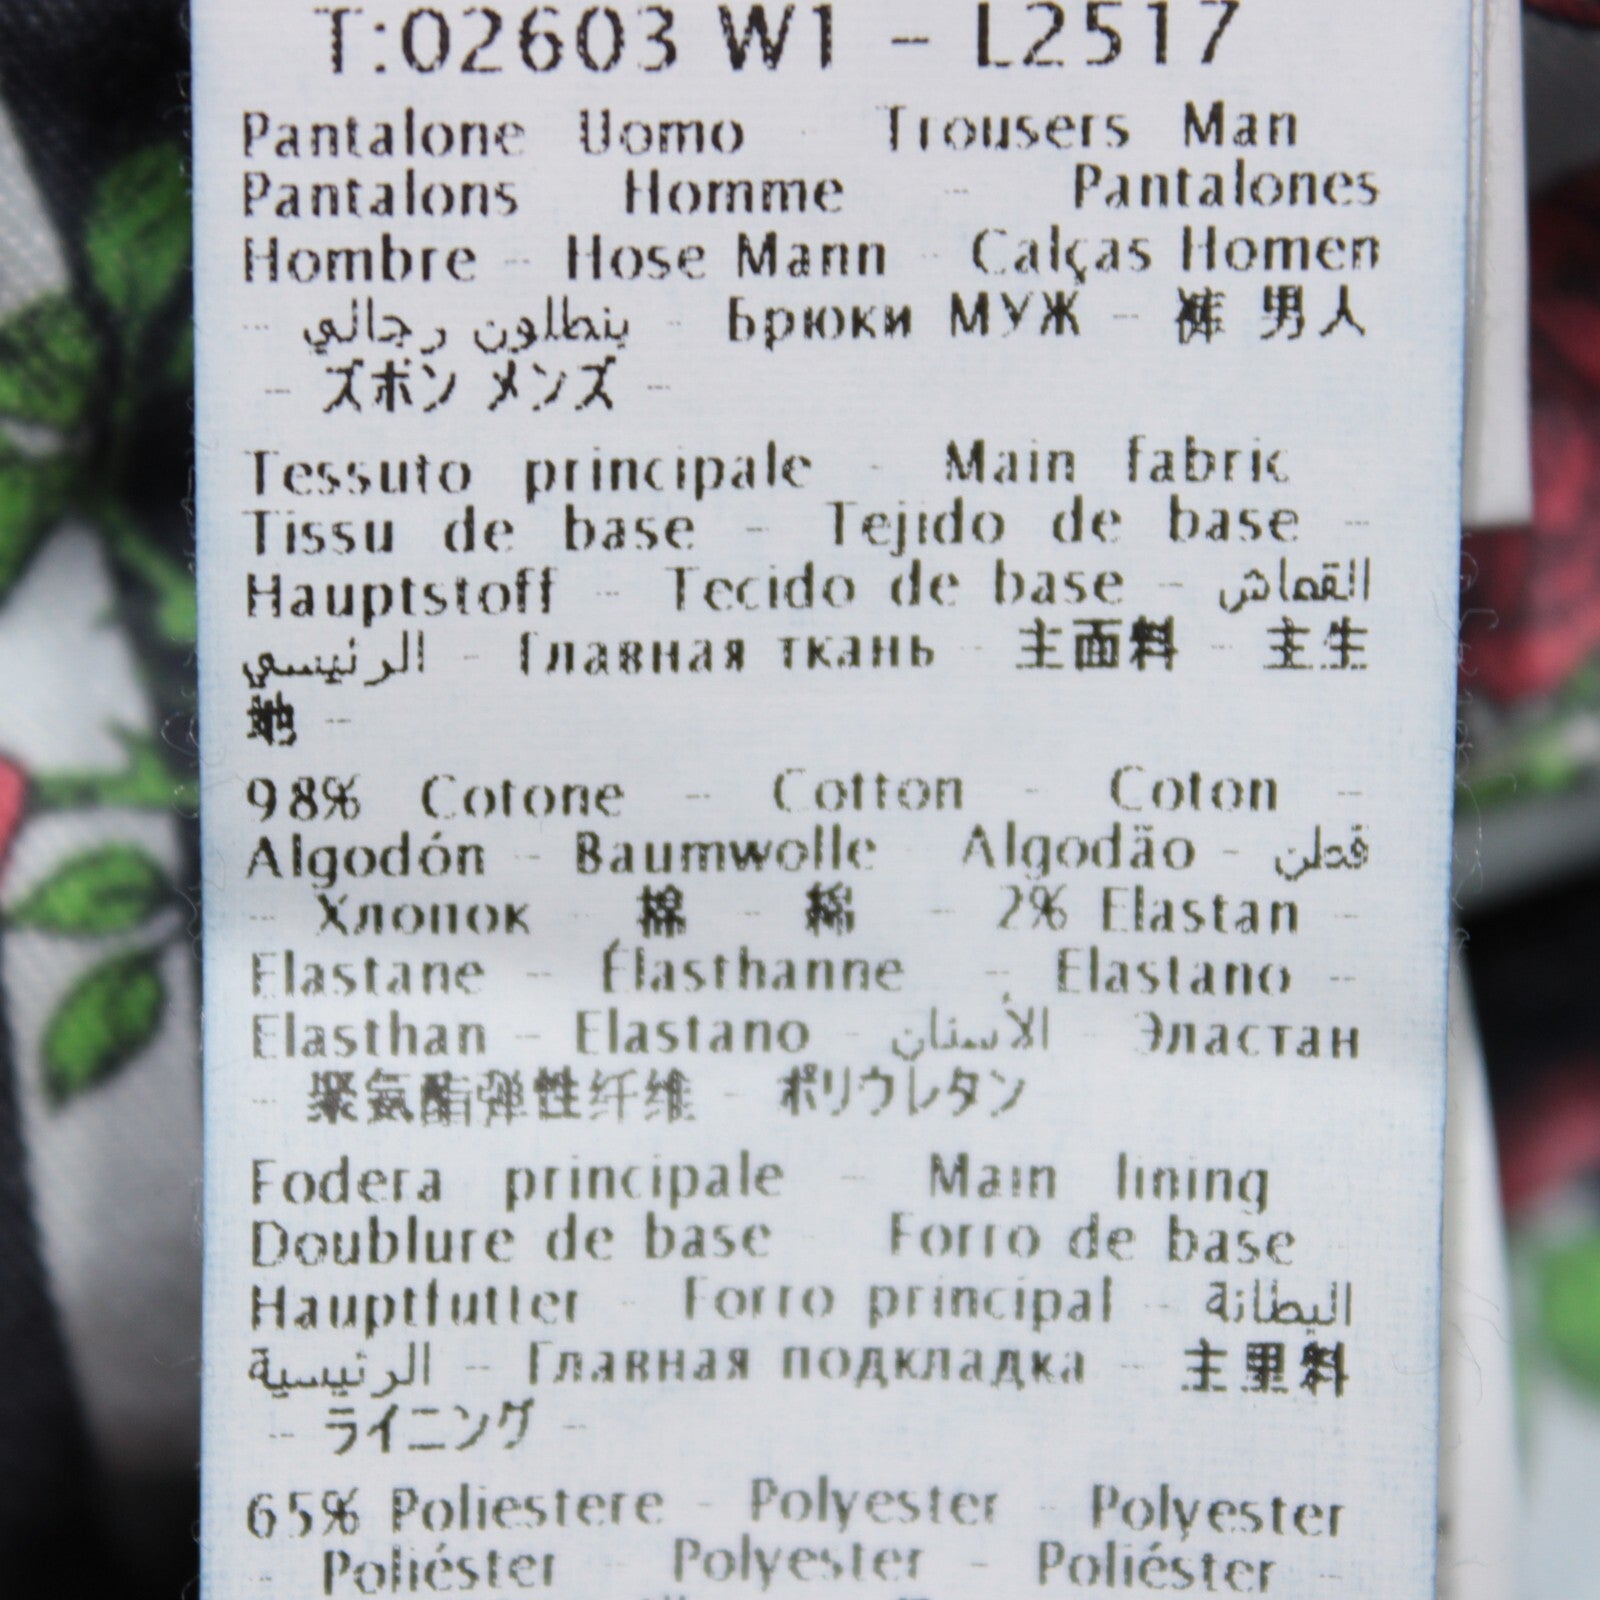 T:02603 W1 - L2517
Pantalone Uomo - Trousers Man
Pantalons Homme - Pantalones
Hombre - Hose Mann - Calças Homen
- بنطلون رجالي - Брюки МУЖ - 裤 男人
- ズボン メンズ -
Tessuto principale - Main fabric
Tissu de base - Tejido de base -
Hauptstoff - Tecido de base - القماش
الرئيسي - Главная ткань - 主面料 - 主生
地 -
98% Cotone - Cotton - Coton -
Algodón - Baumwolle - Algodão - قطن
- Хлопок - 棉 - 綿 - 2% Elastan -
Elastane - Élasthanne - Elastano -
Elasthan - Elastano - الأستان - Эластан
- 聚氨酯弹性纤维 - ポリウレタン
Fodera principale - Main lining
Doublure de base - Forro de base
Hauptfutter - Forro principal - البطانة
الرئيسية - Главная подкладка - 主里料
- ライニング -
65% Poliestere - Polyester - Polyester
- Poliéster - Polyester - Poliéster -